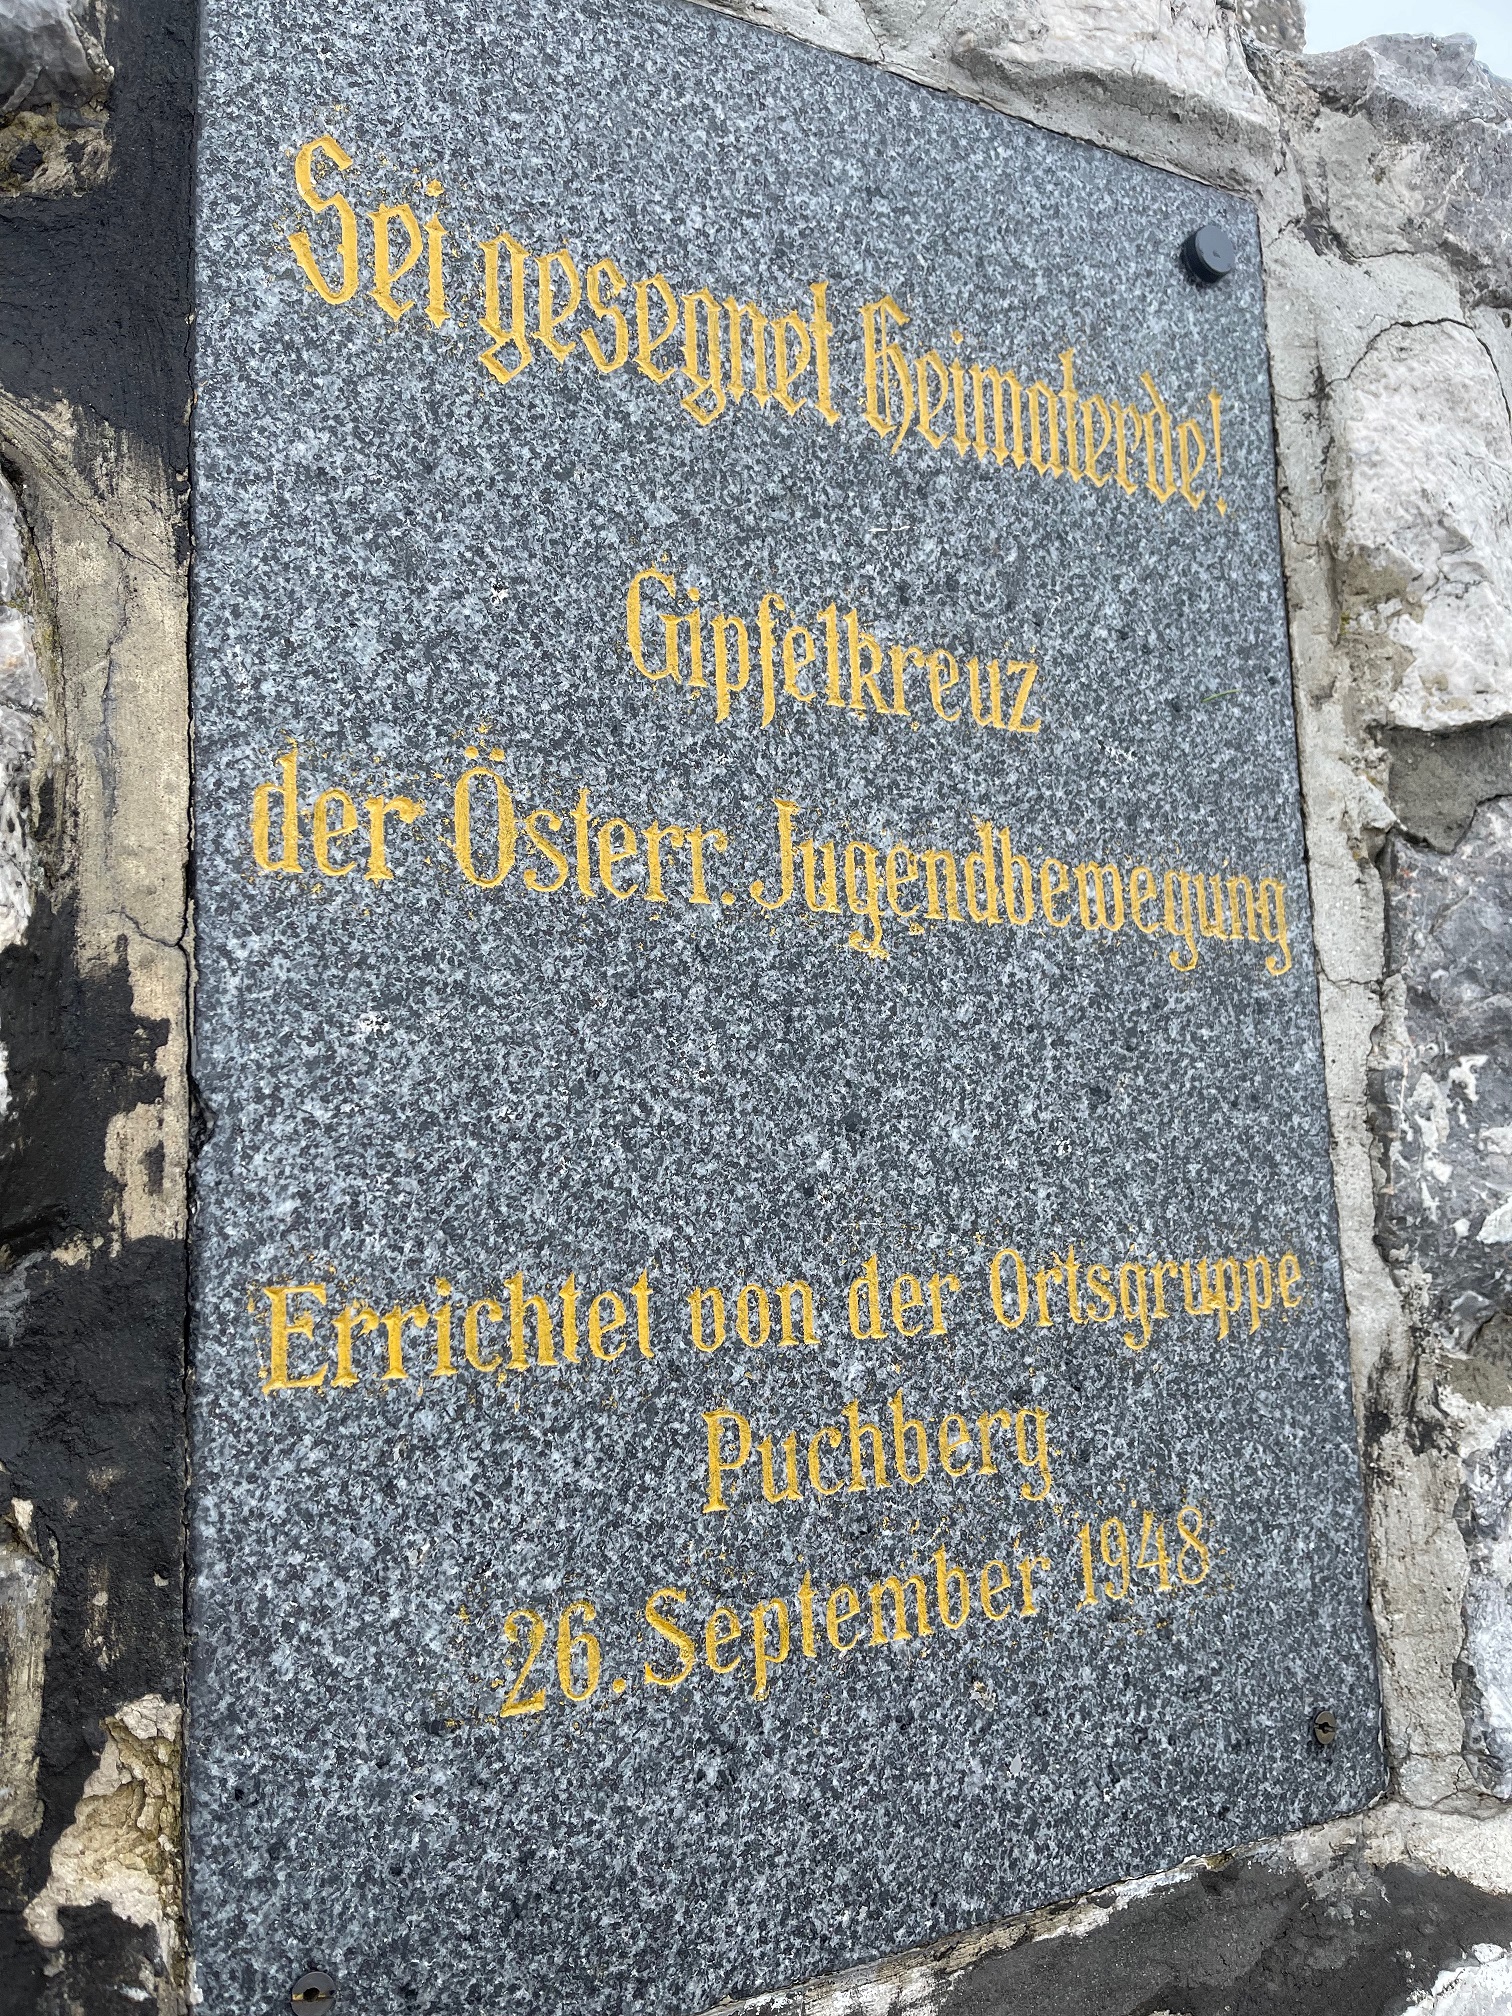 Sei gesegnet Heimaterde!
Gipfelkreuz
der Österr. Jugendbewegung
Errichtet von der Ortsgruppe
Puchberg
26. September 1948